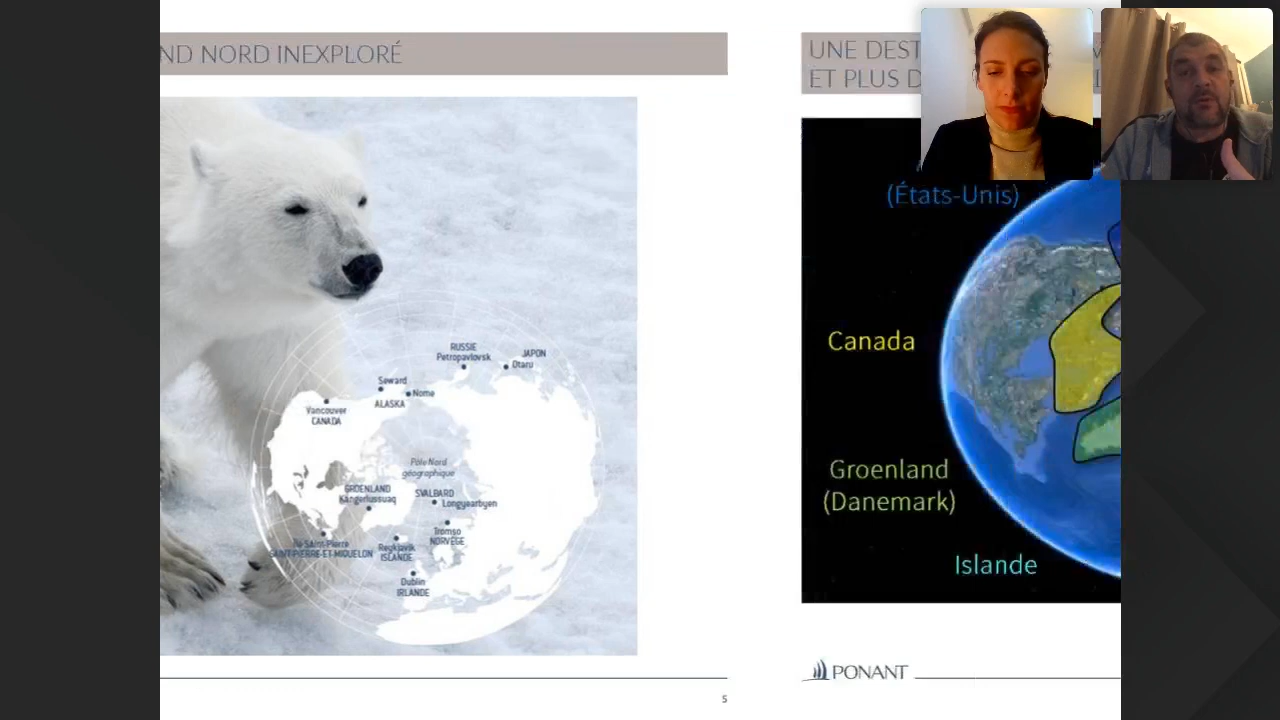 ND NORD INEXPLORÉ
RUSSIE
Petropavlovsk
JAPON
Otaru
Seward
Nome
ALASKA
Vancouver
CANADA
Pôle Nord
géographique
GROENLAND
Kangerlussuaq
SVALBARD
Longyearbyen
Tromso
NORVÈGE
Île Saint-Pierre
SAINT-PIERRE-ET-MIQUELON
Reykjavik
ISLANDE
Dublin
IRLANDE
5
UNE DEST
ET PLUS D
(États-Unis)
Canada
Groenland
(Danemark)
Islande
PONANT